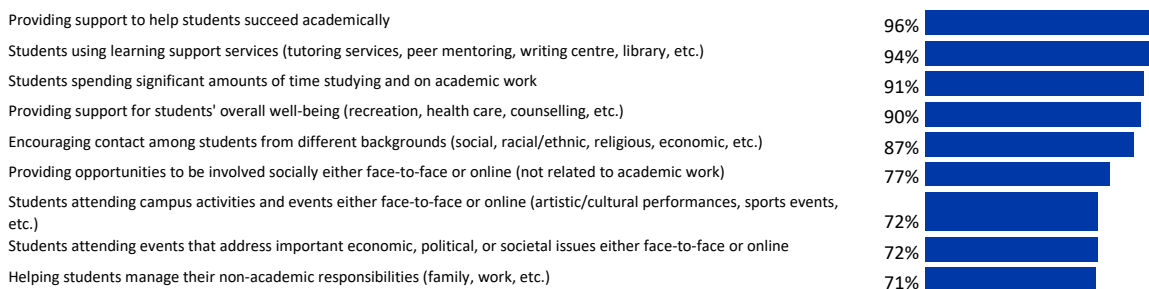 Providing support to help students succeed academically 96%
Students using learning support services (tutoring services, peer mentoring, writing centre, library, etc.) 94%
Students spending significant amounts of time studying and on academic work 91%
Providing support for students' overall well-being (recreation, health care, counselling, etc.) 90%
Encouraging contact among students from different backgrounds (social, racial/ethnic, religious, economic, etc.) 87%
Providing opportunities to be involved socially either face-to-face or online (not related to academic work) 77%
Students attending campus activities and events either face-to-face or online (artistic/cultural performances, sports events,
etc.) 72%
Students attending events that address important economic, political, or societal issues either face-to-face or online 72%
Helping students manage their non-academic responsibilities (family, work, etc.) 71%